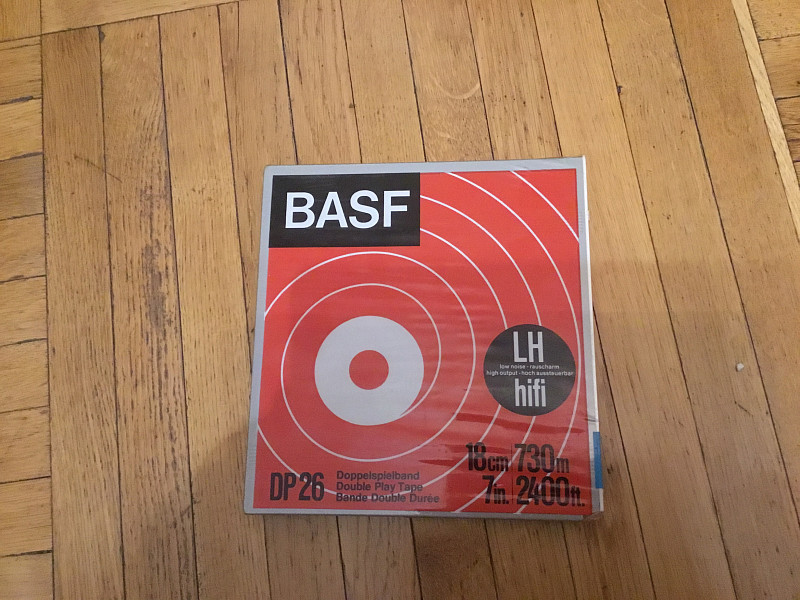 BASF
LH
low noise - rauscharm
high output - hoch aussteuerbar
hifi
18cm 730m
7in. 2400ft.
DP 26
Doppelspielband
Double Play Tape
Bande Double Durée